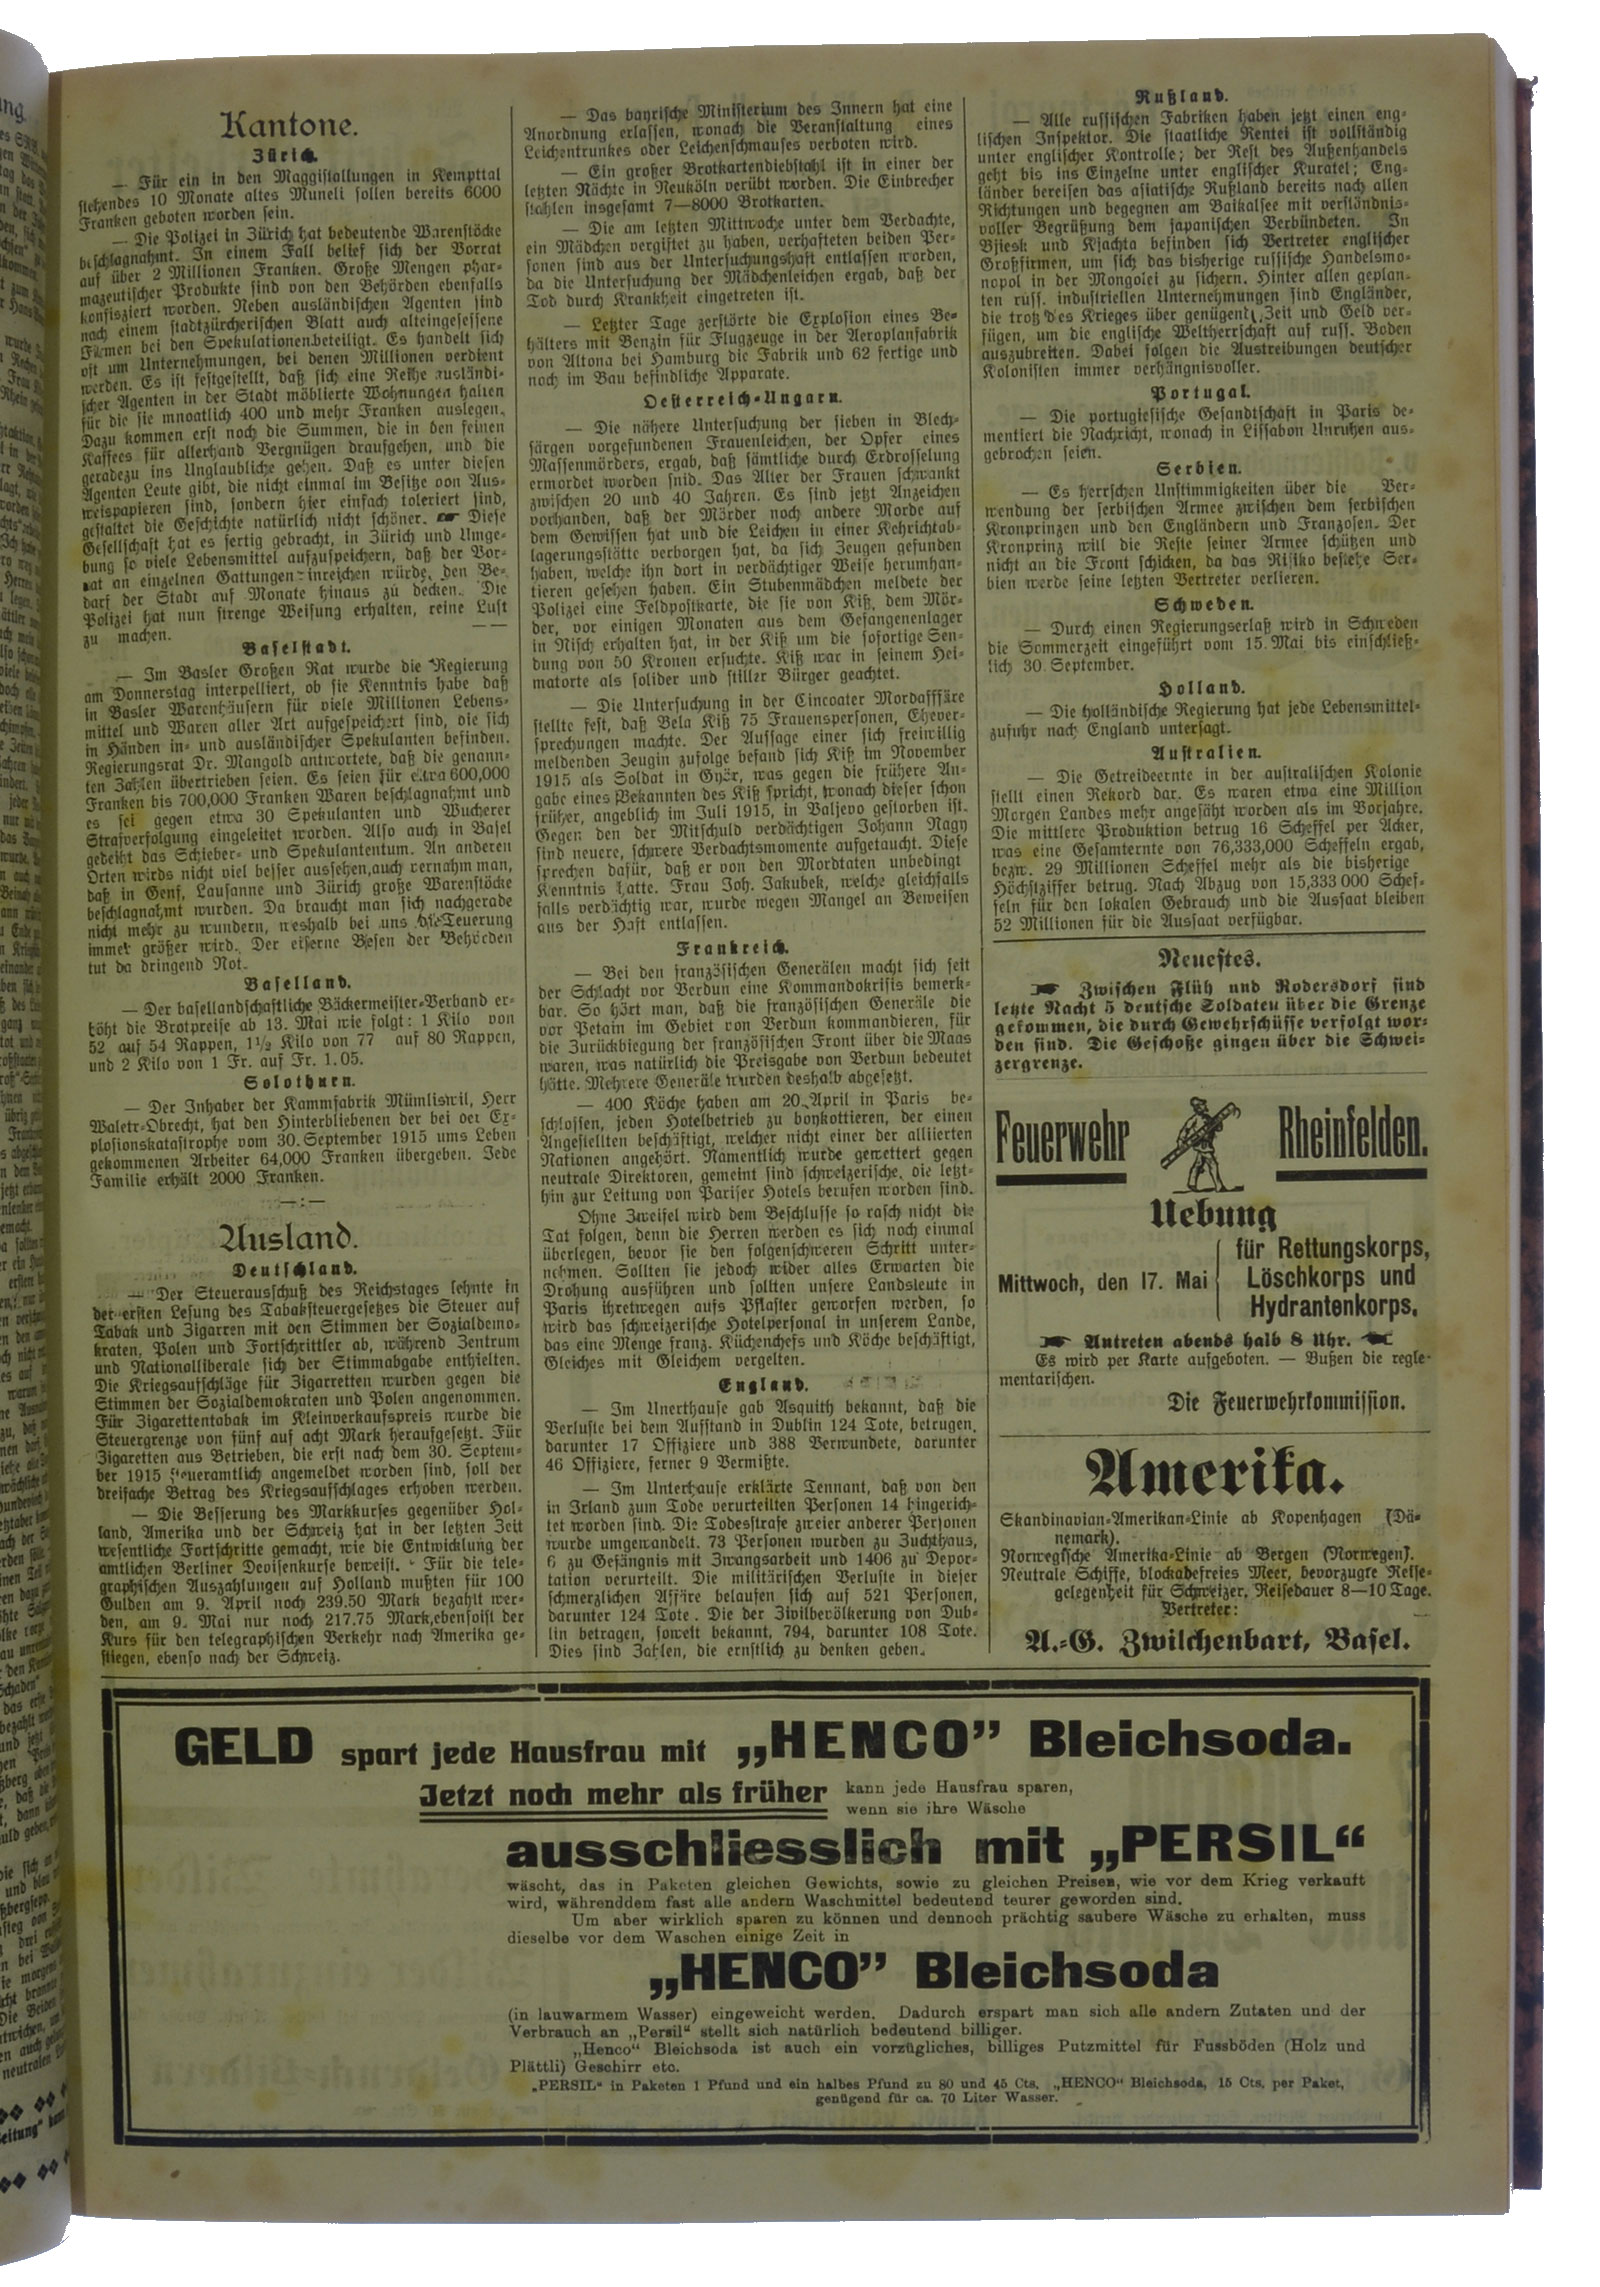 Kantone.
Zürich.
— Für ein in den Maggistallungen in Kempttal
stehendes 10 Monate altes Muneli sollen bereits 6000
Franken geboten worden sein.
— Die Polizei in Zürich hat bedeutende Warenstöcke
beschlagnahmt. In einem Fall belief sich der Vorrat
auf über 2 Millionen Franken. Große Mengen phar-
mazeutischer Produkte sind von den Behörden ebenfalls
konfisziert worden. Neben ausländischen Agenten sind
nach einem stadtzürcherischen Blatt auch alteingesessene
Firmen bei den Spekulationen beteiligt. Es handelt sich
oft um Unternehmungen, bei denen Millionen verdient
werden. Es ist festgestellt, daß sich eine Reihe ausländi-
scher Agenten in der Stadt möblierte Wohnungen halten
für die sie mnoatlich 400 und mehr Franken auslegen.
Dazu kommen erst noch die Summen, die in den feinen
Kaffees für allerhand Vergnügen draufgehen, und die
geradezu ins Unglaubliche gehen. Daß es unter diesen
Agenten Leute gibt, die nicht einmal im Besitze von Aus-
weispapieren sind, sondern hier einfach toleriert sind,
gestaltet die Geschichte natürlich nicht schöner. ☛ Diese
Gesellschaft hat es fertig gebracht, in Zürich und Umge-
bung so viele Lebensmittel aufzuspeichern, daß der Vor-
rat an einzelnen Gattungen hinreichen würde, den Be-
darf der Stadt auf Monate hinaus zu decken. Die
Polizei hat nun strenge Weisung erhalten, reine Luft
zu machen. — —
Baselstadt.
— Im Basler Großen Rat wurde die Regierung
am Donnerstag interpelliert, ob sie Kenntnis habe daß
in Basler Warenhäusern für viele Millionen Lebens-
mittel und Waren aller Art aufgespeichert sind, die sich
in Händen in- und ausländischer Spekulanten befinden.
Regierungsrat Dr. Mangold antwortete, daß die genann-
ten Zahlen übertrieben seien. Es seien für etwa 600,000
Franken bis 700,000 Franken Waren beschlagnahmt und
es sei gegen etwa 30 Spekulanten und Wucherer
Strafverfolgung eingeleitet worden. Also auch in Basel
gedeiht das Schieber- und Spekulantentum. An anderen
Orten wirds nicht viel besser aussehen, auch vernahm man,
daß in Genf, Lausanne und Zürich große Warenstöcke
beschlagnahmt wurden. Da braucht man sich nachgerade
nicht mehr zu wundern, weshalb bei uns die Teuerung
immer größer wird. Der eiserne Besen der Behörden
tut da dringend Not.
Baselland.
— Der basellandschaftliche Bäckermeister-Verband er-
höht die Brotpreise ab 13. Mai wie folgt: 1 Kilo von
52 auf 54 Rappen, 1½ Kilo von 77 auf 80 Rappen,
und 2 Kilo von 1 Fr. auf Fr. 1.05.
Solothurn.
— Der Inhaber der Kammfabrik Mümliswil, Herr
Waletr-Obrecht, hat den Hinterbliebenen der bei der Ex-
plosionskatastrophe vom 30. September 1915 ums Leben
gekommenen Arbeiter 64,000 Franken übergeben. Jede
Familie erhält 2000 Franken.
—:—
Ausland.
Deutschland.
— Der Steuerausschuß des Reichstages lehnte in
der ersten Lesung des Tabaksteuergesetzes die Steuer auf
Tabak und Zigarren mit den Stimmen der Sozialdemo-
kraten, Polen und Fortschrittler ab, während Zentrum
und Nationalliberale sich der Stimmabgabe enthielten.
Die Kriegsaufschläge für Zigarretten wurden gegen die
Stimmen der Sozialdemokraten und Polen angenommen.
Für Zigarettentabak im Kleinverkaufspreis wurde die
Steuergrenze von fünf auf acht Mark heraufgesetzt. Für
Zigaretten aus Betrieben, die erst nach dem 30. Septem-
ber 1915 steueramtlich angemeldet worden sind, soll der
dreifache Betrag des Kriegsaufschlages erhoben werden.
— Die Besserung des Markkurses gegenüber Hol-
land, Amerika und der Schweiz hat in der letzten Zeit
wesentliche Fortschritte gemacht, wie die Entwicklung der
amtlichen Berliner Devisenkurse beweist. Für die tele-
graphischen Auszahlungen auf Holland mußten für 100
Gulden am 9. April noch 239.50 Mark bezahlt wer-
den, am 9. Mai nur noch 217.75 Mark, ebenso ist der
Kurs für den telegraphischen Verkehr nach Amerika ge-
stiegen, ebenso nach der Schweiz.
— Das bayrische Ministerium des Innern hat eine
Anordnung erlassen, wonach die Veranstaltung eines
Leichentrunkes oder Leichenschmauses verboten wird.
— Ein großer Brotkartendiebstahl ist in einer der
letzten Nächte in Neuköln verübt worden. Die Einbrecher
stahlen insgesamt 7—8000 Brotkarten.
— Die am letzten Mittwoche unter dem Verdachte,
ein Mädchen vergiftet zu haben, verhafteten beiden Per-
sonen sind aus der Untersuchungshaft entlassen worden,
da die Untersuchung der Mädchenleichen ergab, daß der
Tod durch Krankheit eingetreten ist.
— Letzter Tage zerstörte die Explosion eines Be-
hälters mit Benzin für Flugzeuge in der Aeroplanfabrik
von Altona bei Hamburg die Fabrik und 62 fertige und
noch im Bau befindliche Apparate.
Oesterreich-Ungarn.
— Die nähere Untersuchung der sieben in Blech-
särgen vorgefundenen Frauenleichen, der Opfer eines
Massenmörders, ergab, daß sämtliche durch Erdrosselung
ermordet worden snid. Das Alter der Frauen schwankt
zwischen 20 und 40 Jahren. Es sind jetzt Anzeichen
vorhanden, daß der Mörder noch andere Morde auf
dem Gewissen hat und die Leichen in einer Kehrichtab-
lagerungsstätte verborgen hat, da sich Zeugen gefunden
haben, welche ihn dort in verdächtiger Weise herumhan-
tieren gesehen haben. Ein Stubenmädchen meldete der
Polizei eine Feldpostkarte, die sie von Kiß, dem Mör-
der, vor einigen Monaten aus dem Gefangenenlager
in Nisch erhalten hat, in der Kiß um die sofortige Sen-
dung von 50 Kronen ersuchte. Kiß war in seinem Hei-
matorte als solider und stiller Bürger geachtet.
— Die Untersuchung in der Cincoater Mordafffäre
stellte fest, daß Bela Kiß 75 Frauenspersonen, Ehever-
sprechungen machte. Der Aussage einer sich freiwillig
meldenden Zeugin zufolge befand sich Kiß im November
1915 als Soldat in Györ, was gegen die frühere An-
gabe eines Bekannten des Kiß spricht, wonach dieser schon
früher, angeblich im Juli 1915, in Valjevo gestorben ist.
Gegen den der Mitschuld verdächtigen Johann Nagy
sind neuere, schwere Verdachtsmomente aufgetaucht. Diese
sprechen dafür, daß er von den Mordtaten unbedingt
Kenntnis hatte. Frau Joh. Jakubek, welche gleichfalls
falls verdächtig war, wurde wegen Mangel an Beweisen
aus der Haft entlassen.
Frankreich.
— Bei den französischen Generälen macht sich seit
der Schlacht vor Verdun eine Kommandokrisis bemerk-
bar. So hört man, daß die französischen Generäle die
vor Petain im Gebiet von Verdun kommandieren, für
die Zurückbiegung der französischen Front über die Maas
waren, was natürlich die Preisgabe von Verdun bedeutet
hätte. Mehrere Generäle wurden deshalb abgesetzt.
— 400 Köche haben am 20. April in Paris be-
schlossen, jeden Hotelbetrieb zu boykottieren, der einen
Angestellten beschäftigt, welcher nicht einer der alliierten
Nationen angehört. Namentlich wurde gewettert gegen
neutrale Direktoren, gemeint sind schweizerische, die letzt-
hin zur Leitung von Pariser Hotels berufen worden sind.
Ohne Zweifel wird dem Beschlusse so rasch nicht die
Tat folgen, denn die Herren werden es sich noch einmal
überlegen, bevor sie den folgenschweren Schritt unter-
nehmen. Sollten sie jedoch wider alles Erwarten die
Drohung ausführen und sollten unsere Landsleute in
Paris ihretwegen aufs Pflaster geworfen werden, so
wird das schweizerische Hotelpersonal in unserem Lande,
das eine Menge franz. Küchenchefs und Köche beschäftigt,
Gleiches mit Gleichem vergelten.
England.
— Im Unerthause gab Asquith bekannt, daß die
Verluste bei dem Aufstand in Dublin 124 Tote, betrugen,
darunter 17 Offiziere und 388 Verwundete, darunter
46 Offiziere, ferner 9 Vermißte.
— Im Unterhause erklärte Tennant, daß von den
in Irland zum Tode verurteilten Personen 14 hingerich-
tet worden sind. Die Todesstrafe zweier anderer Personen
wurde umgewandelt. 73 Personen wurden zu Zuchthaus,
6 zu Gefängnis mit Zwangsarbeit und 1406 zu Depor-
tation verurteilt. Die militärischen Verluste in dieser
schmerzlichen Affäre belaufen sich auf 521 Personen,
darunter 124 Tote. Die der Zivilbevölkerung von Dub-
lin betragen, soweit bekannt, 794, darunter 108 Tote.
Dies sind Zahlen, die ernstlich zu denken geben.
Rußland.
— Alle russischen Fabriken haben jetzt einen eng-
lischen Inspektor. Die staatliche Rentei ist vollständig
unter englischer Kontrolle; der Rest des Außenhandels
geht bis ins Einzelne unter englischer Kuratel; Eng-
länder bereisen das asiatische Rußland bereits nach allen
Richtungen und begegnen am Baikalsee mit verständnis-
voller Begrüßung dem japanischen Verbündeten. In
Bjiesk und Kjachta befinden sich Vertreter englischer
Großfirmen, um sich das bisherige russische Handelsmo-
nopol in der Mongolei zu sichern. Hinter allen geplan-
ten russ. industriellen Unternehmungen sind Engländer,
die trotz des Krieges über genügent Zeit und Geld ver-
fügen, um die englische Weltherrschaft auf russ. Boden
auszubreiten. Dabei folgen die Austreibungen deutscher
Kolonisten immer verhängnisvoller.
Portugal.
— Die portugiesische Gesandtschaft in Paris de-
mentiert die Nachricht, wonach in Lissabon Unruhen aus-
gebrochen seien.
Serbien.
— Es herrschen Unstimmigkeiten über die Ver-
wendung der serbischen Armee zwischen dem serbischen
Kronprinzen und den Engländern und Franzosen. Der
Kronprinz will die Reste seiner Armee schützen und
nicht an die Front schicken, da das Risiko bestehe Ser-
bien werde seine letzten Vertreter verlieren.
Schweden.
— Durch einen Regierungserlaß wird in Schweden
die Sommerzeit eingeführt vom 15. Mai bis einschließ-
lich 30. September.
Holland.
— Die holländische Regierung hat jede Lebensmittel-
zufuhr nach England untersagt.
Australien.
— Die Getreideernte in der australischen Kolonie
stellt einen Rekord dar. Es waren etwa eine Million
Morgen Landes mehr angesäht worden als im Vorjahre.
Die mittlere Produktion betrug 16 Scheffel per Acker,
was eine Gesamternte von 76,333,000 Scheffeln ergab,
bezw. 29 Millionen Scheffel mehr als die bisherige
Höchstziffer betrug. Nach Abzug von 15,333 000 Schef-
feln für den lokalen Gebrauch und die Aussaat bleiben
52 Millionen für die Aussaat verfügbar.
Neuestes.
☛ Zwischen Flüh und Rodersdorf sind
letzte Nacht 5 deutsche Soldaten über die Grenze
gekommen, die durch Gewehrschüsse verfolgt wor-
den sind. Die Geschoße gingen über die Schwei-
zergrenze.
Feuerwehr Rheinfelden.
Uebung
Mittwoch, den 17. Mai
für Rettungskorps,
Löschkorps und
Hydrantenkorps.
☛ Antreten abends halb 8 Uhr. ☚
Es wird per Karte aufgeboten. — Bußen die regle-
mentarischen.
Die Feuerwehrkommission.
Amerika.
Skandinavian-Amerikan-Linie ab Kopenhagen (Dä-
nemark).
Norwegische Amerika-Linie ab Bergen (Norwegen).
Neutrale Schiffe, blockadefreies Meer, bevorzugte Reise-
gelegenheit für Schweizer, Reisedauer 8—10 Tage.
Vertreter:
A.-G. Zwilchenbart, Basel.
GELD spart jede Hausfrau mit „HENCO” Bleichsoda.
Jetzt noch mehr als früher kann jede Hausfrau sparen,
wenn sie ihre Wäsche
ausschliesslich mit „PERSIL“
wäscht, das in Paketen gleichen Gewichts, sowie zu gleichen Preisen, wie vor dem Krieg verkauft
wird, währenddem fast alle andern Waschmittel bedeutend teurer geworden sind.
Um aber wirklich sparen zu können und dennoch prächtig saubere Wäsche zu erhalten, muss
dieselbe vor dem Waschen einige Zeit in
„HENCO” Bleichsoda
(in lauwarmem Wasser) eingeweicht werden. Dadurch erspart man sich alle andern Zutaten und der
Verbrauch an „Persil“ stellt sich natürlich bedeutend billiger.
„Henco“ Bleichsoda ist auch ein vorzügliches, billiges Putzmittel für Fussböden (Holz und
Plättli) Geschirr etc.
„PERSIL“ in Paketen 1 Pfund und ein halbes Pfund zu 80 und 45 Cts. „HENCO“ Bleichsoda, 15 Cts. per Paket,
genügend für ca. 70 Liter Wasser.